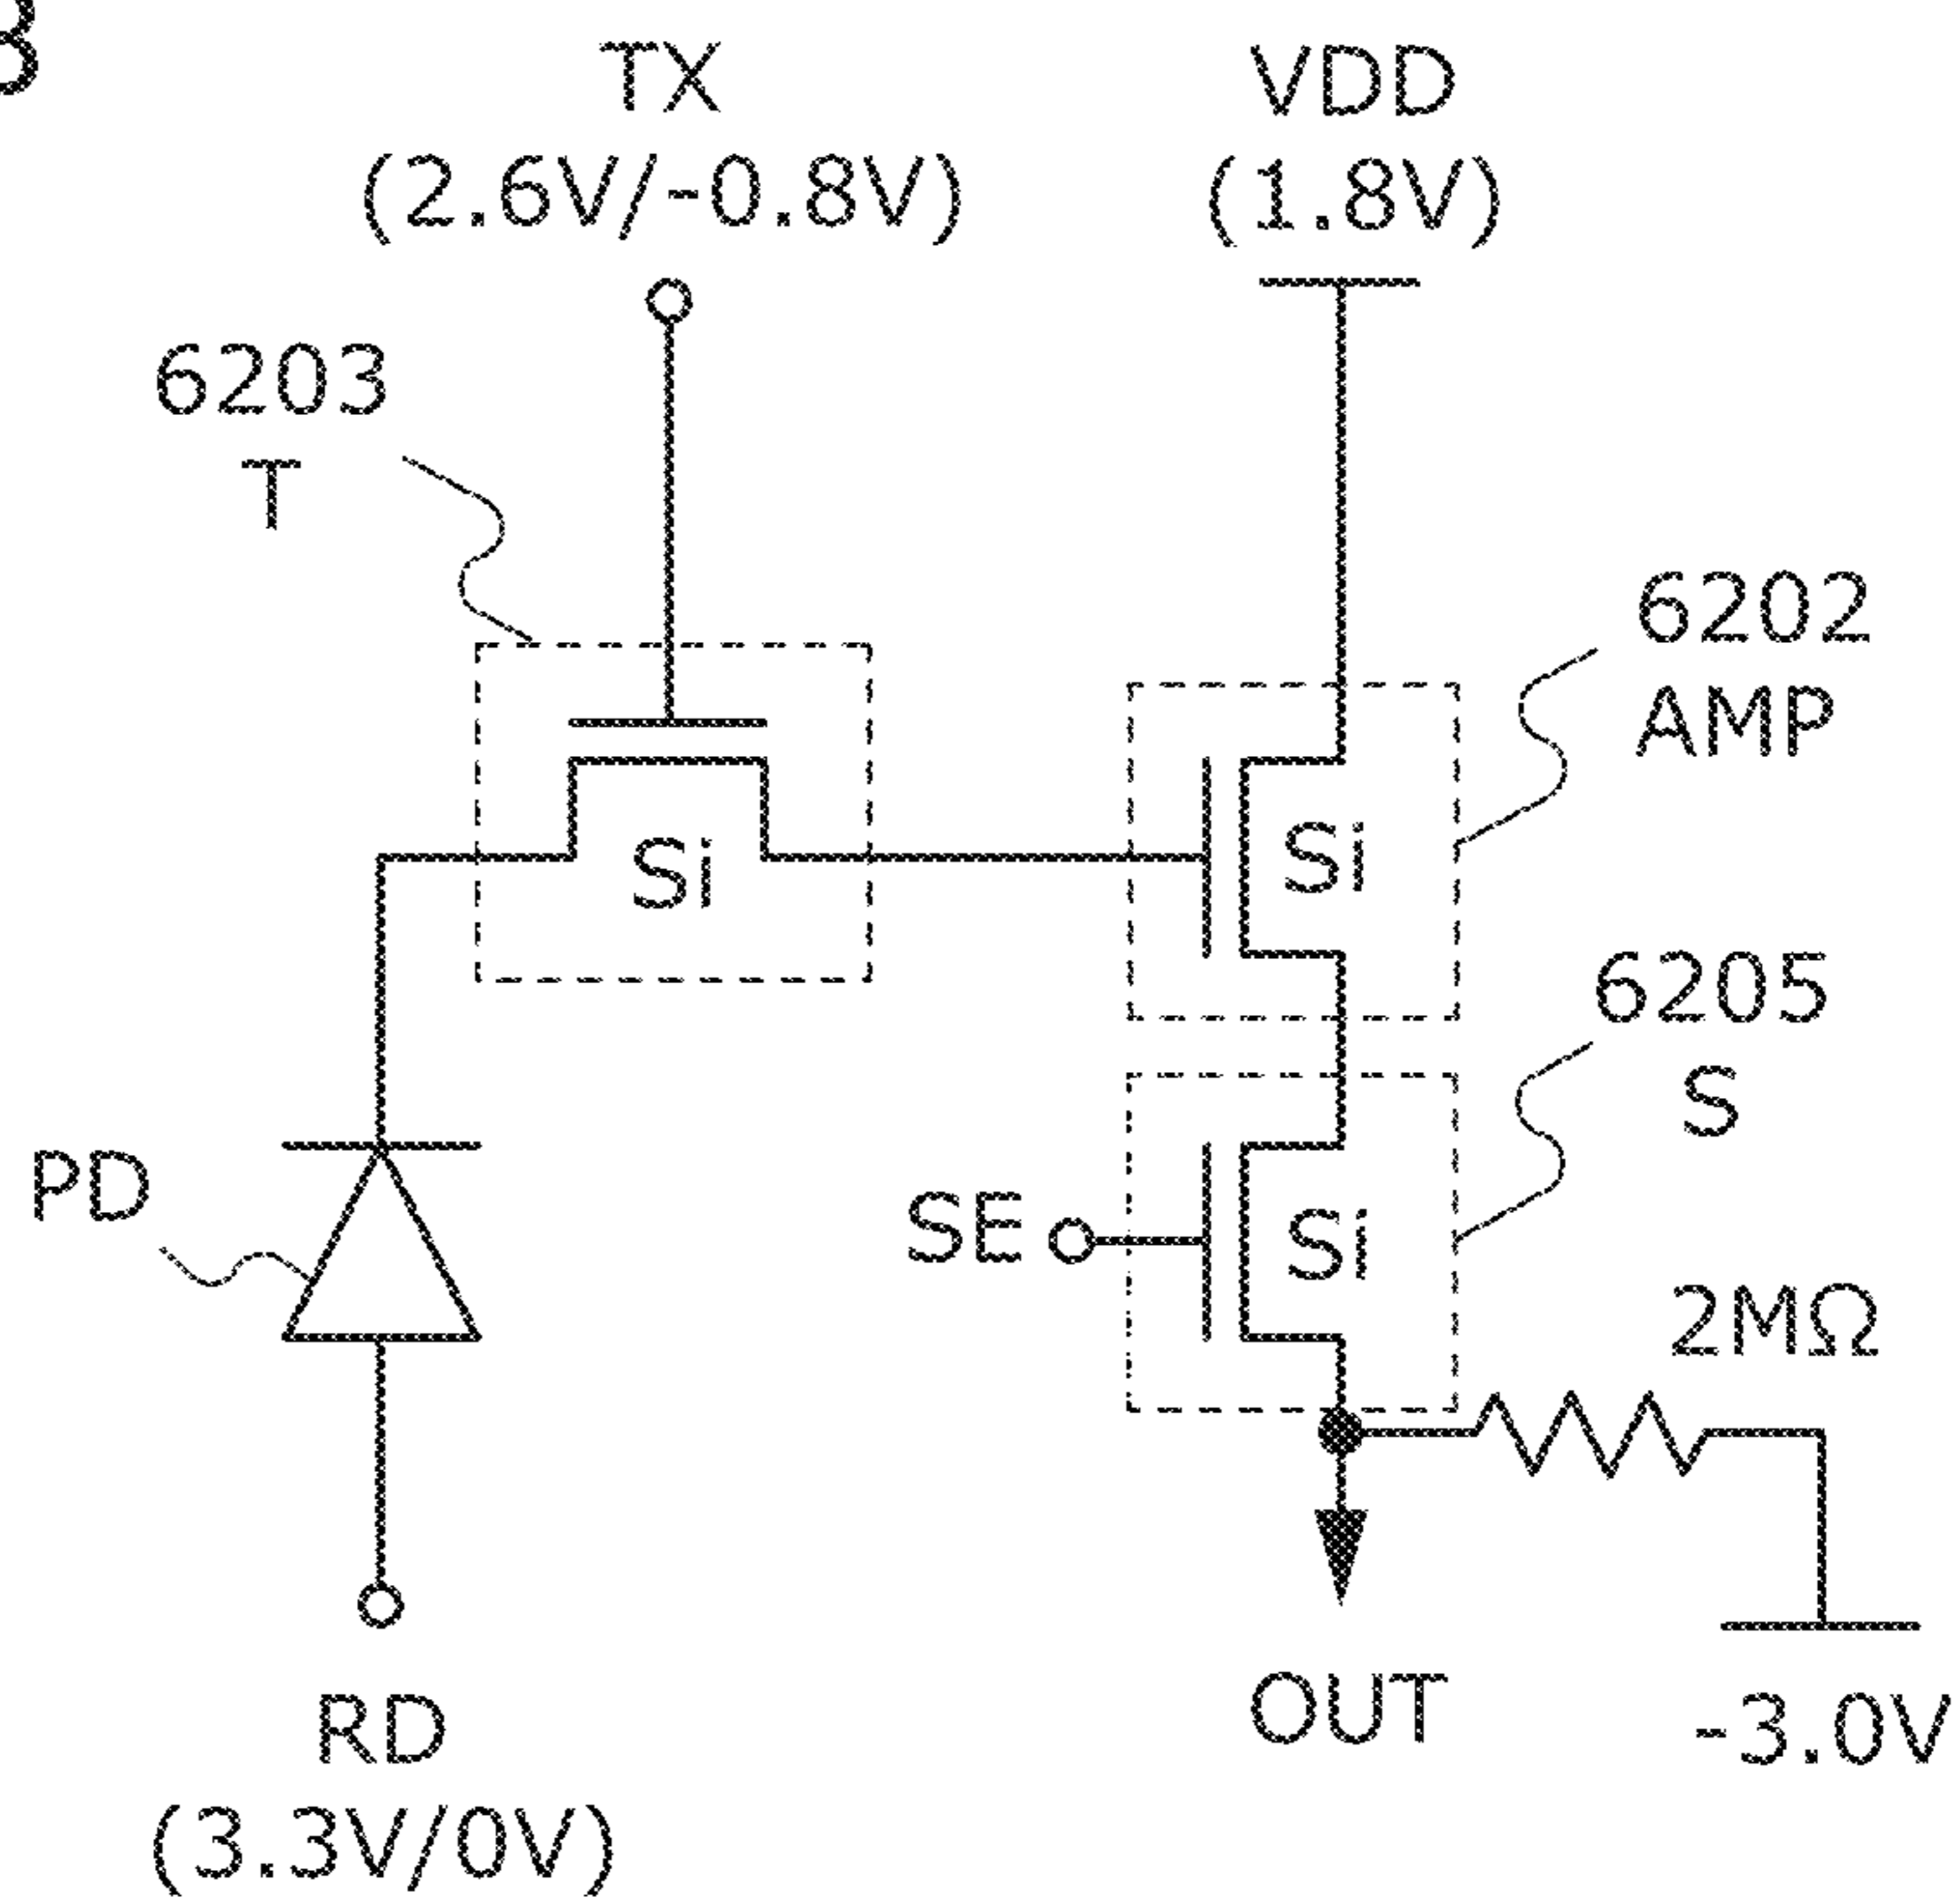 TX
(2.6V/-0.8V)
VDD
(1.8V)
6203
T
6202
AMP
Si
Si
6205
S
PD
SE
Si
2MΩ
RD
(3.3V/0V)
OUT
-3.0V